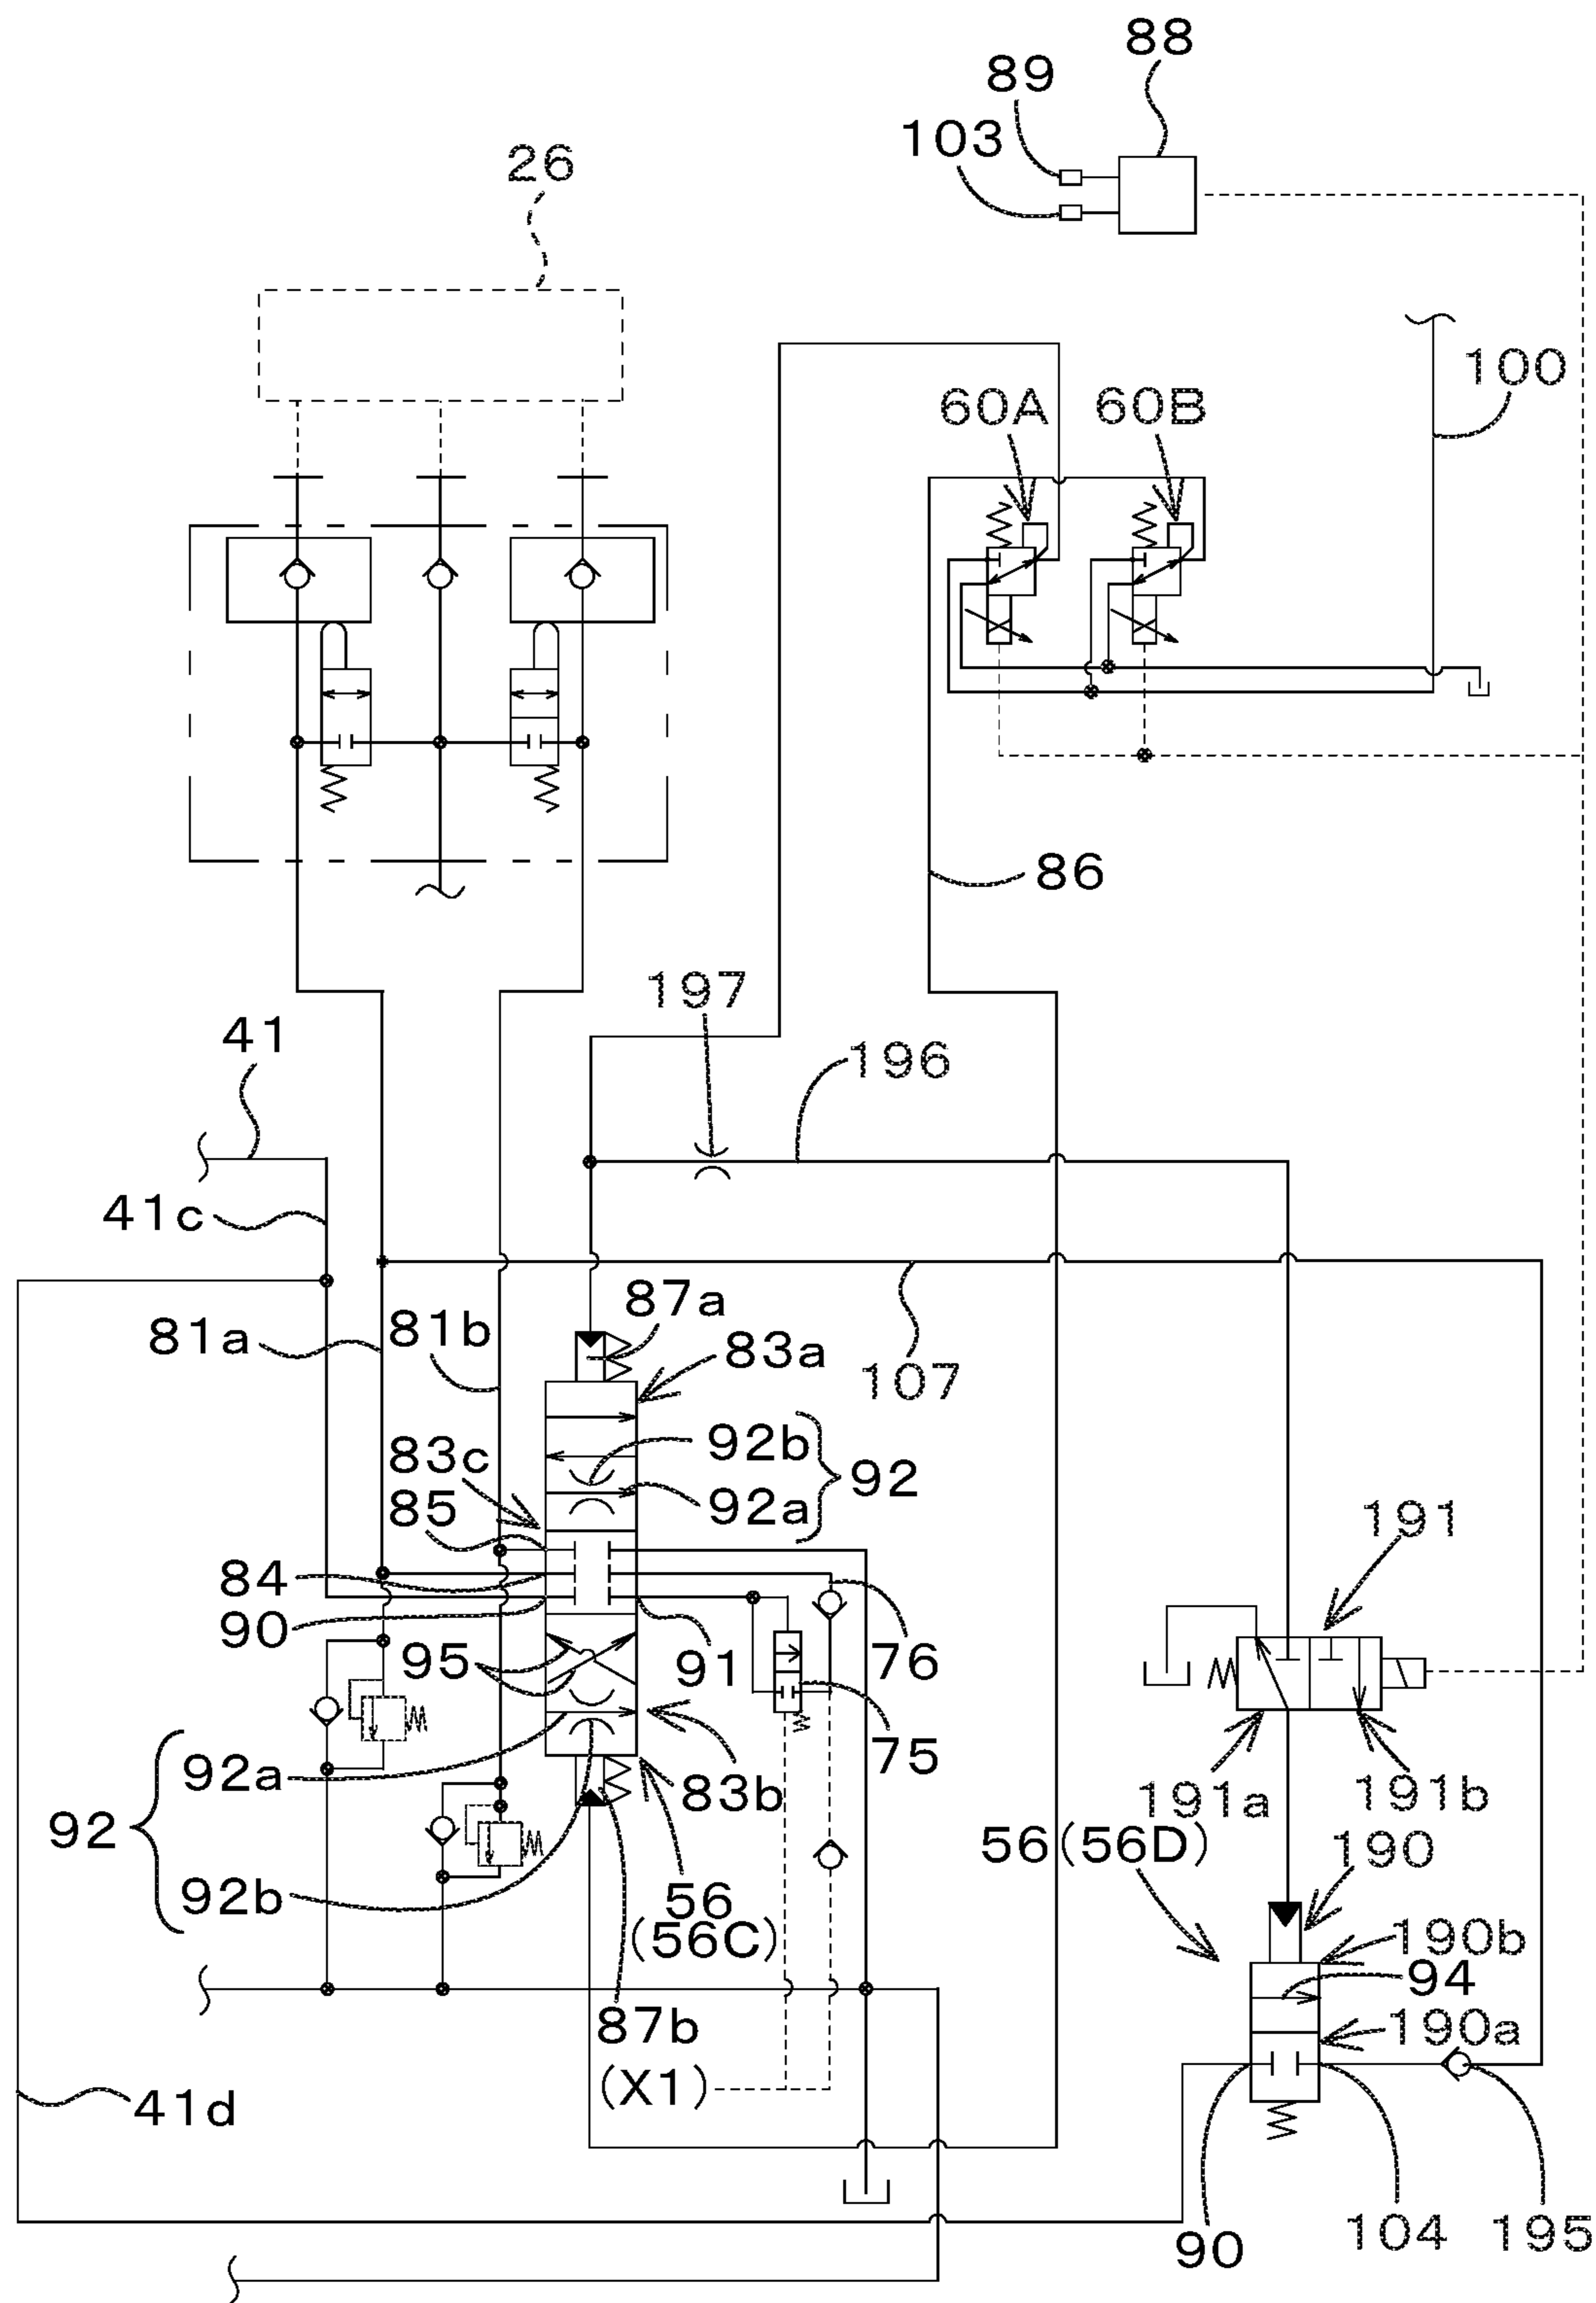 88
89
103
26
100
60A 60B
86
197
41
196
41c
87a
81a
81b
83a
107
83c
92b
92
85
92a
191
84
90
95
91
76
75
92a
83b
191a
191b
92
56(56D)
190
92b
56
(56C)
190b
94
87b
190a
(X1)
41d
104
195
90